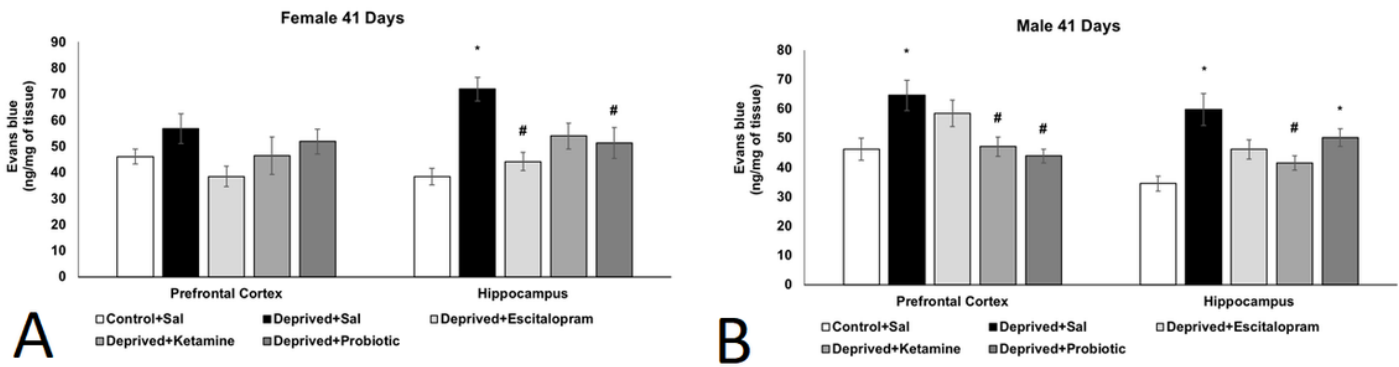 Female 41 Days
Evans blue
(ng/mg of tissue)
90
80
70
60
50
40
30
20
10
0
*
#
#
Prefrontal Cortex Hippocampus
Control+Sal Deprived+Sal Deprived+Escitalopram
Deprived+Ketamine Deprived+Probiotic
A
Male 41 Days
Evans blue
(ng/mg of tissue)
80
70
60
50
40
30
20
10
0
*
#
#
*
#
*
Prefrontal Cortex Hippocampus
Control+Sal Deprived+Sal Deprived+Escitalopram
Deprived+Ketamine Deprived+Probiotic
B